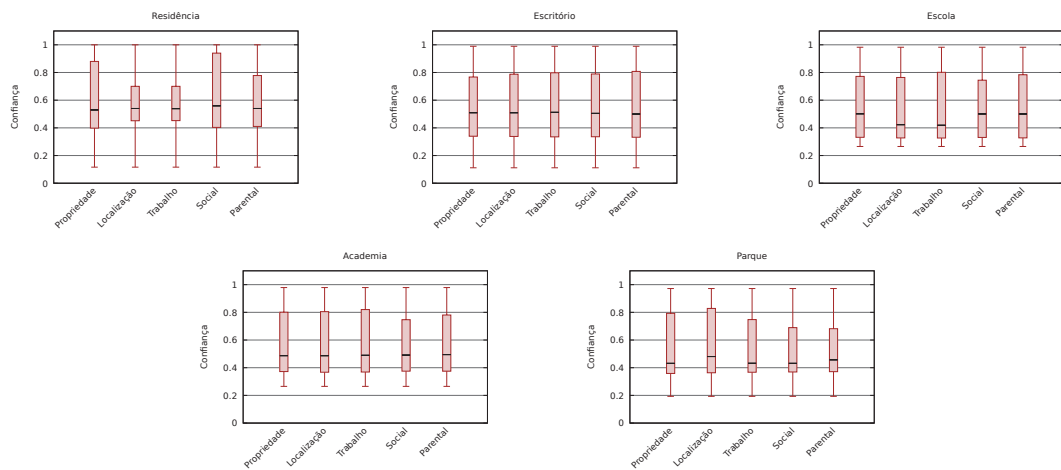 Residência
Confiança
1
0.8
0.6
0.4
0.2
0
Propriedade
Localização
Trabalho
Social
Parental
Escritório
Confiança
1
0.8
0.6
0.4
0.2
0
Propriedade
Localização
Trabalho
Social
Parental
Escola
Confiança
1
0.8
0.6
0.4
0.2
0
Propriedade
Localização
Trabalho
Social
Parental
Academia
Confiança
1
0.8
0.6
0.4
0.2
0
Propriedade
Localização
Trabalho
Social
Parental
Parque
Confiança
1
0.8
0.6
0.4
0.2
0
Propriedade
Localização
Trabalho
Social
Parental